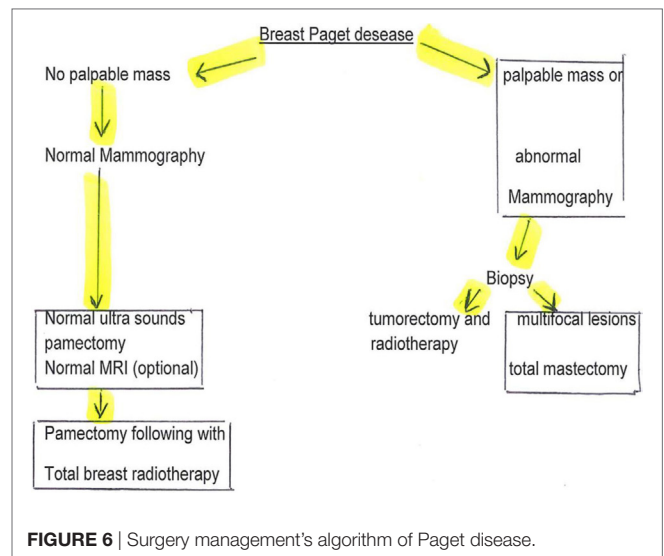 Breast Paget desease
No palpable mass
palpable mass or
Normal Mammography
abnormal
Mammography
Biopsy
Normal ultra sounds
pamectomy
Normal MRI (optional)
tumorectomy and
radiotherapy
multifocal lesions
total mastectomy
Pamectomy following with
Total breast radiotherapy
FIGURE 6 | Surgery management's algorithm of Paget disease.